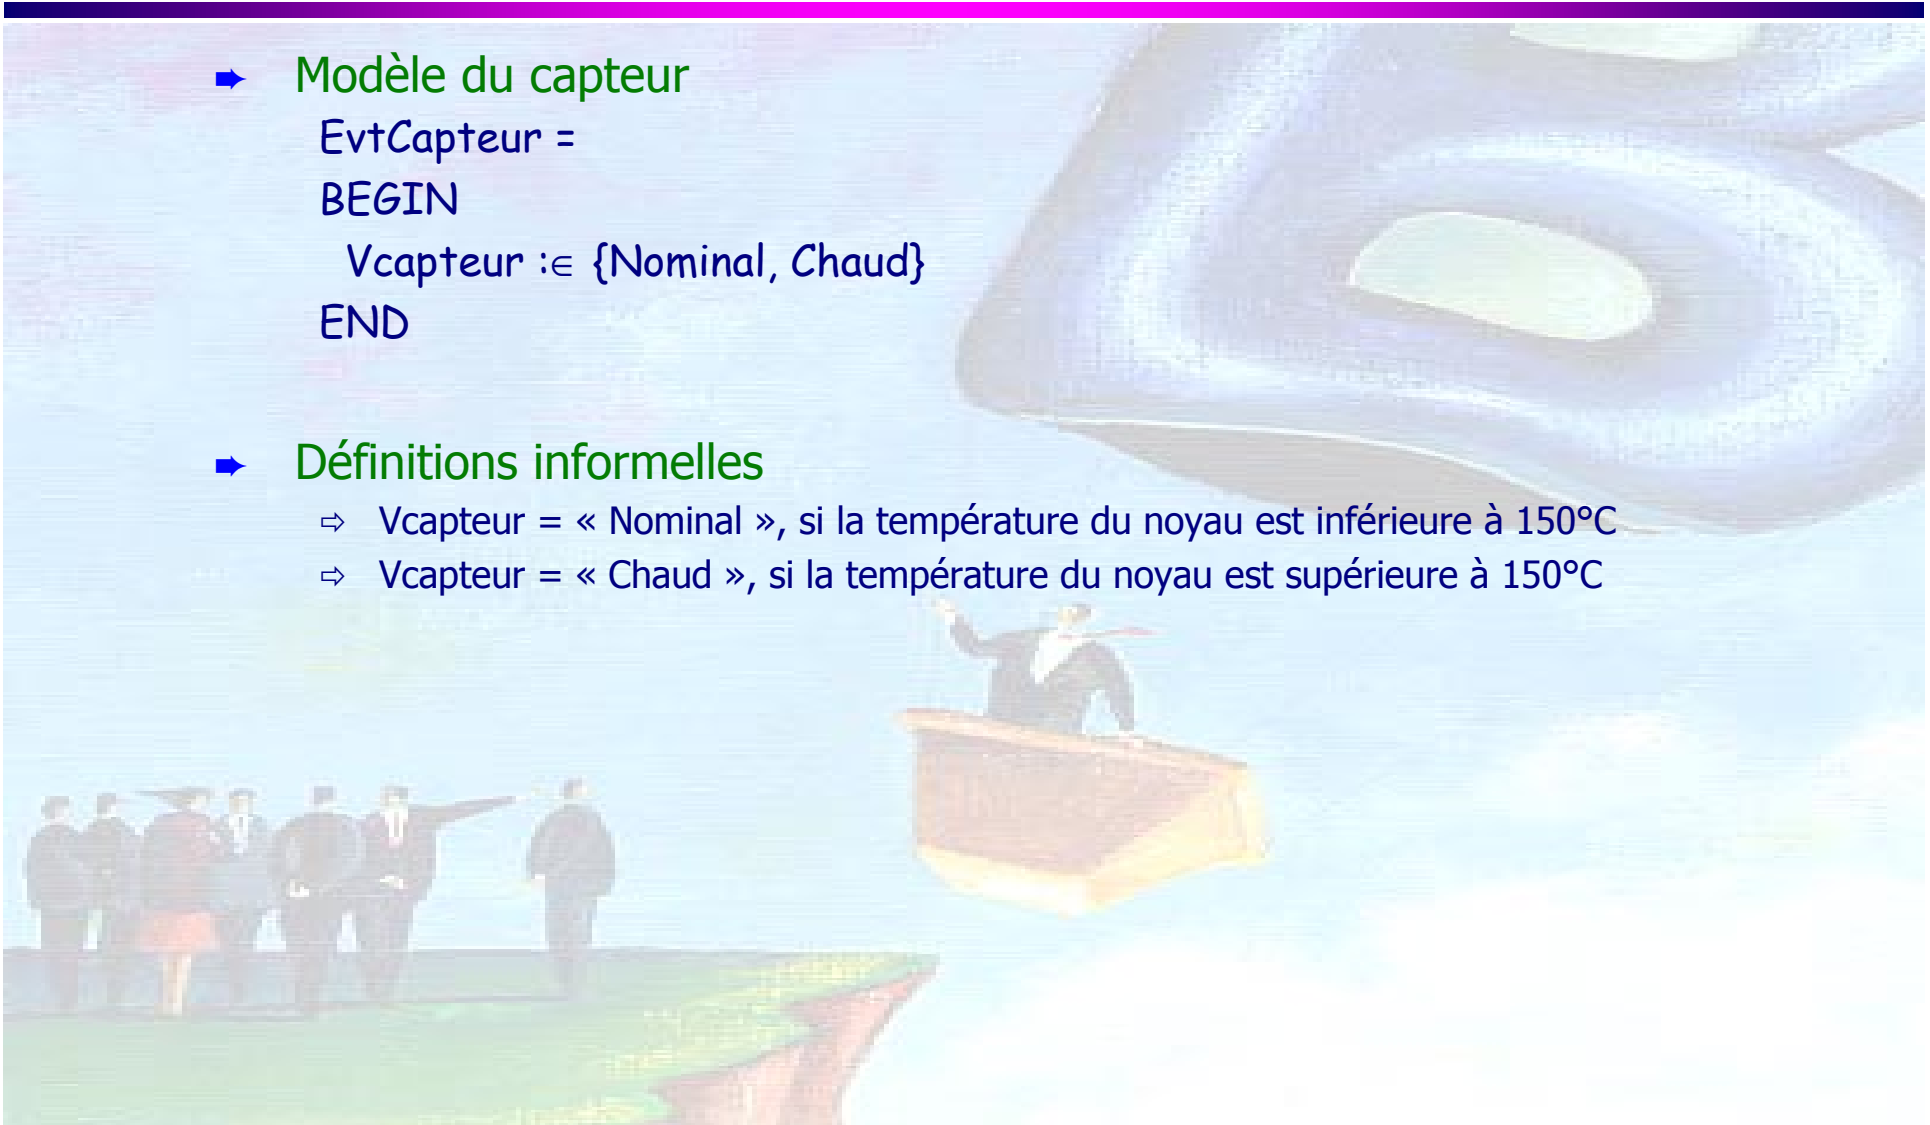 Modèle du capteur
EvtCapteur =
BEGIN
Vcapteur :∈ {Nominal, Chaud}
END
Définitions informelles
⇨ Vcapteur = « Nominal », si la température du noyau est inférieure à 150°C
⇨ Vcapteur = « Chaud », si la température du noyau est supérieure à 150°C